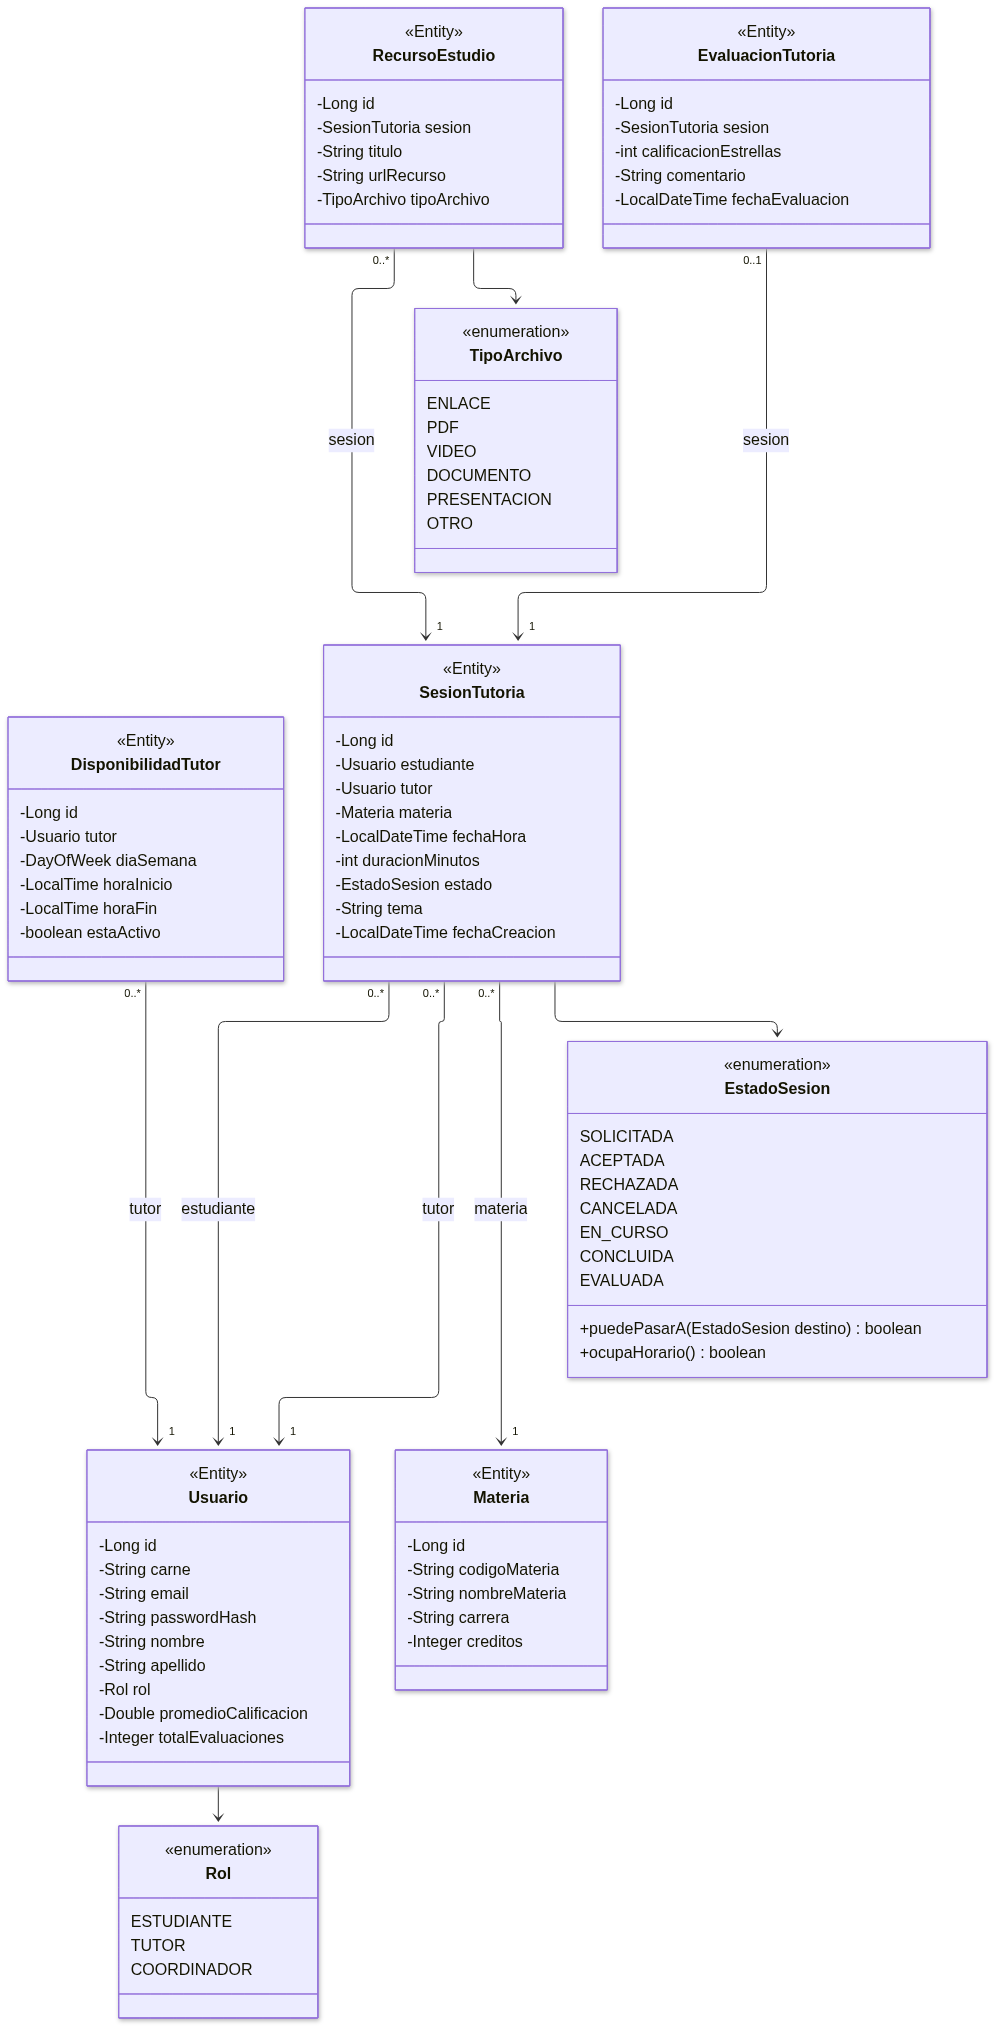 «Entity»
RecursoEstudio
-Long id
-SesionTutoria sesion
-String titulo
-String urlRecurso
-TipoArchivo tipoArchivo
«Entity»
EvaluacionTutoria
-Long id
-SesionTutoria sesion
-int calificacionEstrellas
-String comentario
-LocalDateTime fechaEvaluacion
0..*
0..1
«enumeration»
TipoArchivo
ENLACE
PDF
VIDEO
DOCUMENTO
PRESENTACION
OTRO
sesion
sesion
1
1
«Entity»
SesionTutoria
-Long id
-Usuario estudiante
-Usuario tutor
-Materia materia
-LocalDateTime fechaHora
-int duracionMinutos
-EstadoSesion estado
-String tema
-LocalDateTime fechaCreacion
«Entity»
DisponibilidadTutor
-Long id
-Usuario tutor
-DayOfWeek diaSemana
-LocalTime horaInicio
-LocalTime horaFin
-boolean estaActivo
0..*
0..*
0..*
0..*
«enumeration»
EstadoSesion
SOLICITADA
ACEPTADA
RECHAZADA
CANCELADA
EN_CURSO
CONCLUIDA
EVALUADA
+puedePasarA(EstadoSesion destino) : boolean
+ocupaHorario() : boolean
tutor
estudiante
tutor
materia
1
1
1
1
«Entity»
Usuario
-Long id
-String carne
-String email
-String passwordHash
-String nombre
-String apellido
-Rol rol
-Double promedioCalificacion
-Integer totalEvaluaciones
«Entity»
Materia
-Long id
-String codigoMateria
-String nombreMateria
-String carrera
-Integer creditos
«enumeration»
Rol
ESTUDIANTE
TUTOR
COORDINADOR